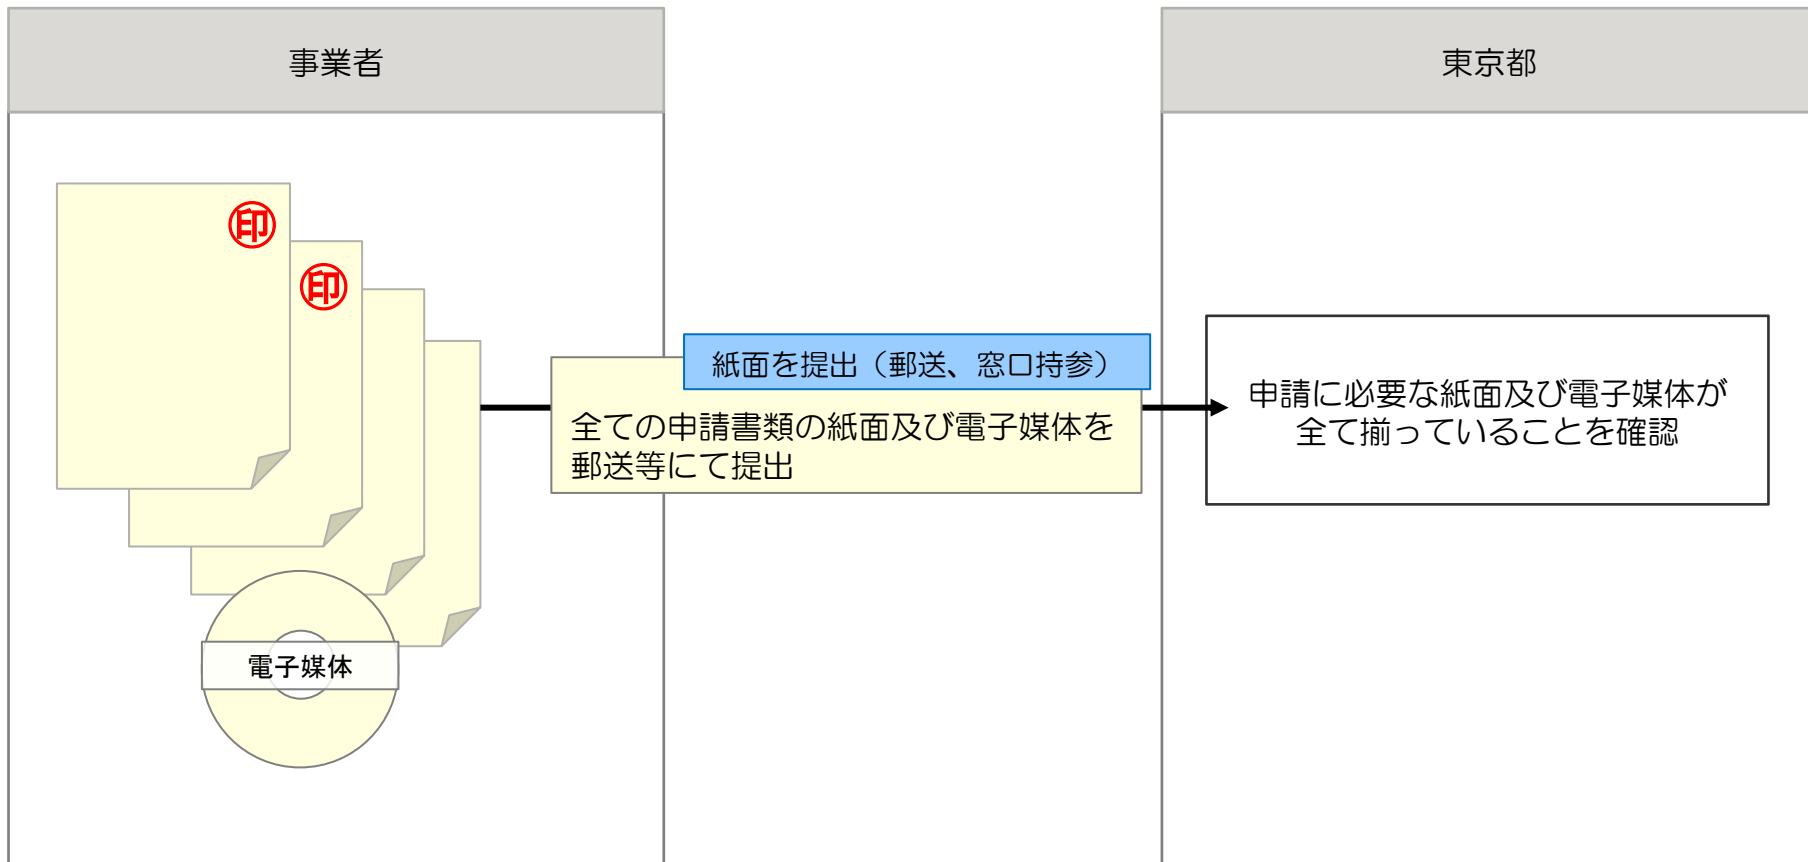 事業者
東京都
印
印
紙面を提出（郵送、窓口持参）
全ての申請書類の紙面及び電子媒体を
郵送等にて提出
申請に必要な紙面及び電子媒体が
全て揃っていることを確認
電子媒体